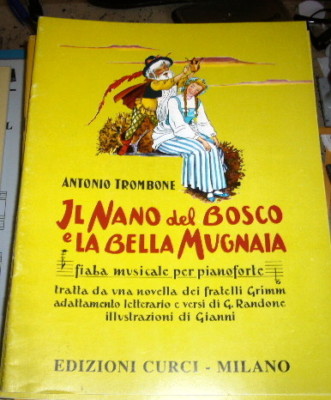 ANTONIO TROMBONE
IL NANO del BOSCO
e LA BELLA MUGNAIA
fiaba musicale per pianoforte
tratta da una novella dei fratelli Grimm
adattamento letterario e versi di G. Randone
illustrazioni di Gianni
EDIZIONI CURCI - MILANO